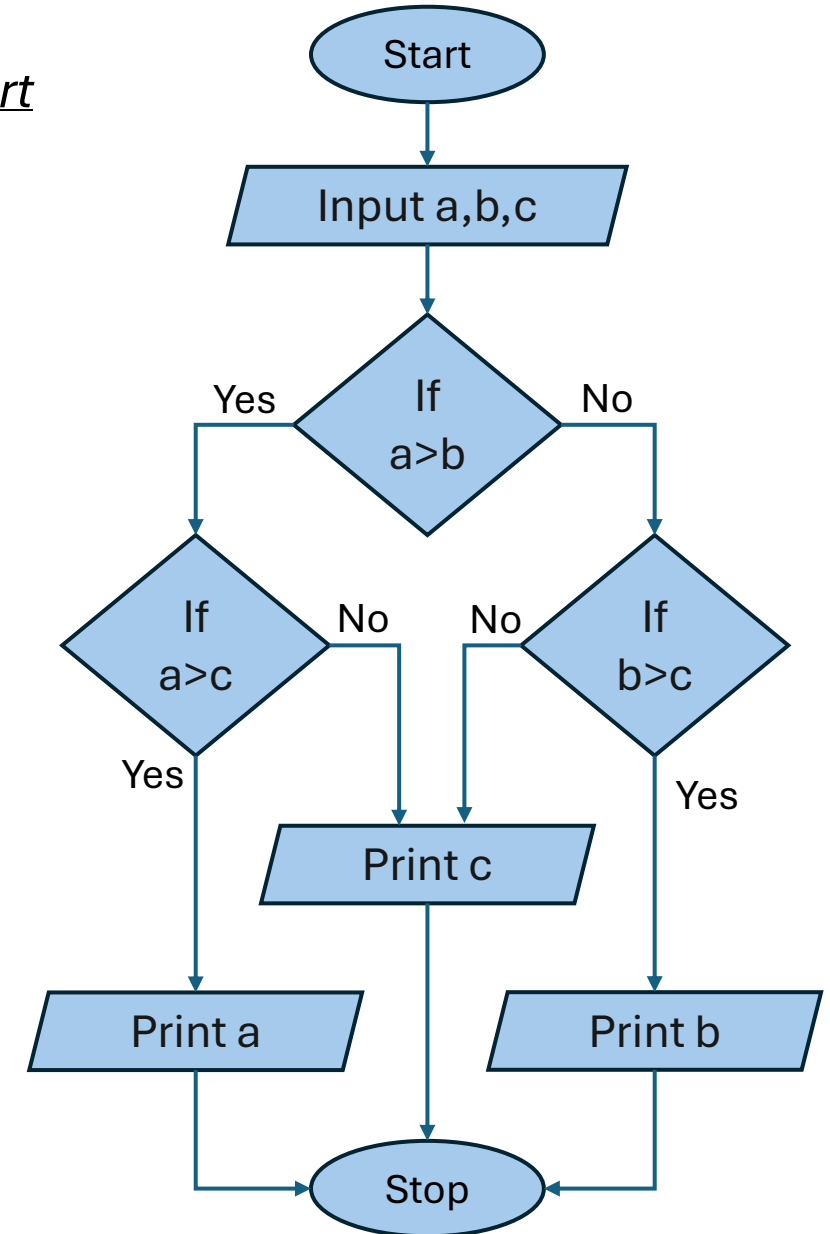 Start
rt
Input a,b,c
If
a>b
Yes
No
If
a>c
No
No
If
b>c
Yes
Yes
Print c
Print a
Print b
Stop